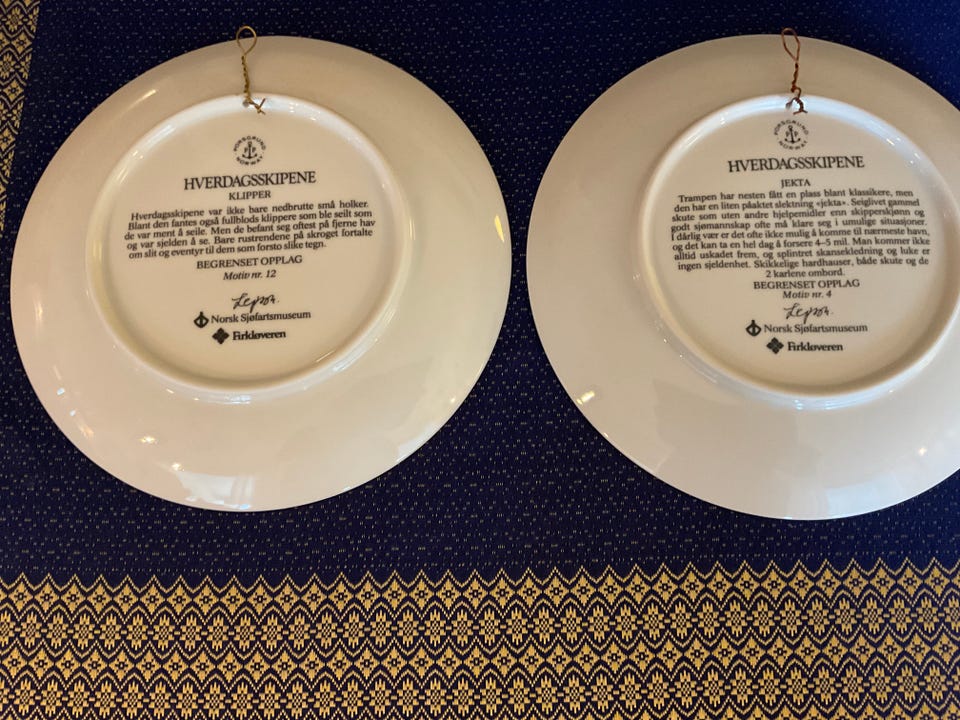 PORSGRUND
NORWAY
HVERDAGSSKIPENE
KLIPPER
Hverdagsskipene var ikke bare nedbrutte små holker.
Blant den fantes også fullblods klippere som ble seilt som
de var ment å seile. Men de befant seg oftest på fjerne hav
og var sjelden å se. Bare rustrendene på skroget fortalte
om slit og eventyr til dem som forsto slike tegn.
BEGRENSET OPPLAG
Motiv nr. 12
Norsk Sjøfartsmuseum
Firkløveren
PORSGRUND
NORWAY
HVERDAGSSKIPENE
JEKTA
Trampen har nesten fått en plass blant klassikere, men
den har en liten påaktet slektning «jekta». Seiglivet gammel
skute som uten andre hjelpemidler enn skipperskjønn og
godt sjømannskap ofte må klare seg i umulige situasjoner.
I dårlig vær er det ofte ikke mulig å komme til nærmeste havn,
og det kan ta en hel dag å forsere 4–5 mil. Man kommer ikke
alltid uskadet frem, og splintret skansekledning og luke er
ingen sjeldenhet. Skikkelige hardhauser, både skute og de
2 karlene ombord.
BEGRENSET OPPLAG
Motiv nr. 4
Norsk Sjøfartsmuseum
Firkløveren